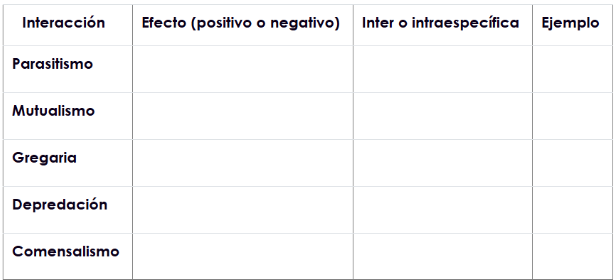 Interacción Efecto (positivo o negativo) Inter o intraespecífica Ejemplo
Parasitismo
Mutualismo
Gregaria
Depredación
Comensalismo